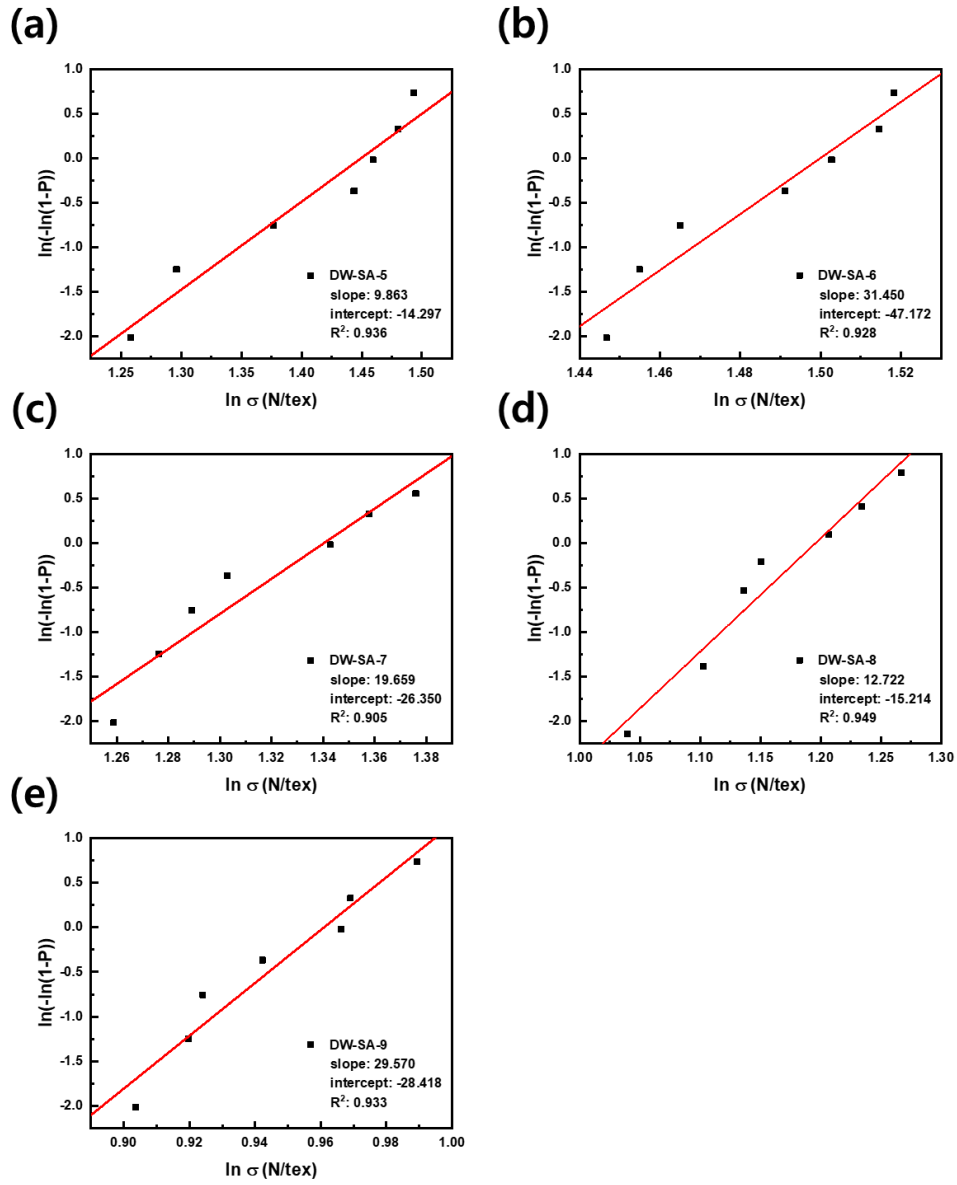 (a)
ln(-ln(1-P))
1.0
0.5
0.0
-0.5
-1.0
-1.5
-2.0
DW-SA-5
slope: 9.863
intercept: -14.297
R²: 0.936
1.25 1.30 1.35 1.40 1.45 1.50
ln σ (N/tex)
(b)
ln(-ln(1-P))
1.0
0.5
0.0
-0.5
-1.0
-1.5
-2.0
DW-SA-6
slope: 31.450
intercept: -47.172
R²: 0.928
1.44 1.46 1.48 1.50 1.52
ln σ (N/tex)
(c)
ln(-ln(1-P))
1.0
0.5
0.0
-0.5
-1.0
-1.5
-2.0
DW-SA-7
slope: 19.659
intercept: -26.350
R²: 0.905
1.26 1.28 1.30 1.32 1.34 1.36 1.38
ln σ (N/tex)
(d)
ln(-ln(1-P))
1.0
0.5
0.0
-0.5
-1.0
-1.5
-2.0
DW-SA-8
slope: 12.722
intercept: -15.214
R²: 0.949
1.00 1.05 1.10 1.15 1.20 1.25 1.30
ln σ (N/tex)
(e)
ln(-ln(1-P))
1.0
0.5
0.0
-0.5
-1.0
-1.5
-2.0
DW-SA-9
slope: 29.570
intercept: -28.418
R²: 0.933
0.90 0.92 0.94 0.96 0.98 1.00
ln σ (N/tex)